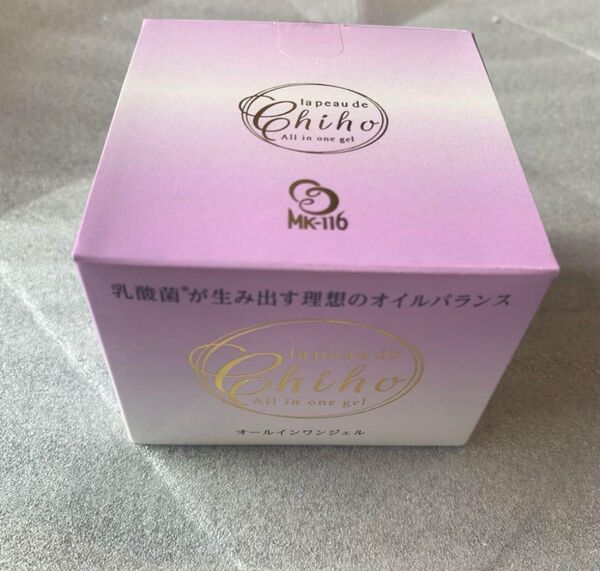 la peau de
Chiho
All in one gel
MK-116
乳酸菌*が生み出す理想のオイルバランス
la peau de
Chiho
All in one gel
オールインワンジェル